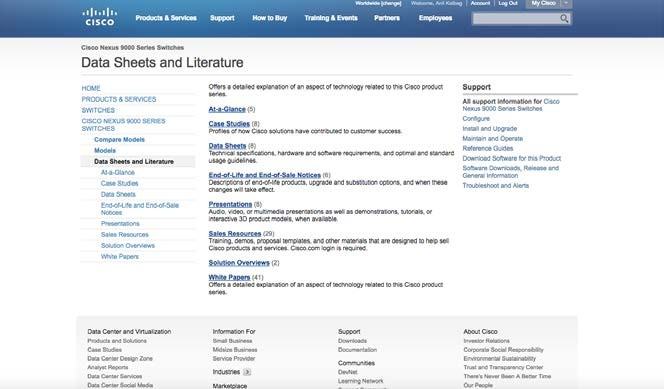 Worldwide [change] Welcome, Anil Kalbag Account Log Out My Cisco
CISCO Products & Services Support How to Buy Training & Events Partners Employees
Cisco Nexus 9000 Series Switches
Data Sheets and Literature
HOME
PRODUCTS & SERVICES
SWITCHES
CISCO NEXUS 9000 SERIES
SWITCHES
Compare Models
Models
Data Sheets and Literature
At-a-Glance
Case Studies
Data Sheets
End-of-Life and End-of-Sale
Notices
Presentations
Sales Resources
Solution Overviews
White Papers
Offers a detailed explanation of an aspect of technology related to this Cisco product
series.
At-a-Glance (5)
Case Studies (8)
Profiles of how Cisco solutions have contributed to customer success.
Data Sheets (8)
Technical specifications, hardware and software requirements, and optimal and standard
usage guidelines.
End-of-Life and End-of-Sale Notices (6)
Descriptions of end-of-life products, upgrade and substitution options, and when these
changes will take effect.
Presentations (8)
Audio, video, or multimedia presentations as well as demonstrations, tutorials, or
interactive 3D product models, when available.
Sales Resources (29)
Training, demos, proposal templates, and other materials that are designed to help sell
Cisco products and services. Cisco.com login is required.
Solution Overviews (2)
White Papers (41)
Offers a detailed explanation of an aspect of technology related to this Cisco product
series.
Support
All support information for Cisco
Nexus 9000 Series Switches
Configure
Install and Upgrade
Maintain and Operate
Reference Guides
Download Software for this Product
Software Downloads, Release and
General Information
Troubleshoot and Alerts
Data Center and Virtualization
Products and Solutions
Case Studies
Data Center Design Zone
Analyst Reports
Data Center Services
Data Center Social Media
Information For
Small Business
Midsize Business
Service Provider
Industries
Marketplace
Support
Downloads
Documentation
Communities
DevNet
Learning Network
About Cisco
Investor Relations
Corporate Social Responsibility
Environmental Sustainability
Trust and Transparency Center
There's Never Been A Better Time
Our People